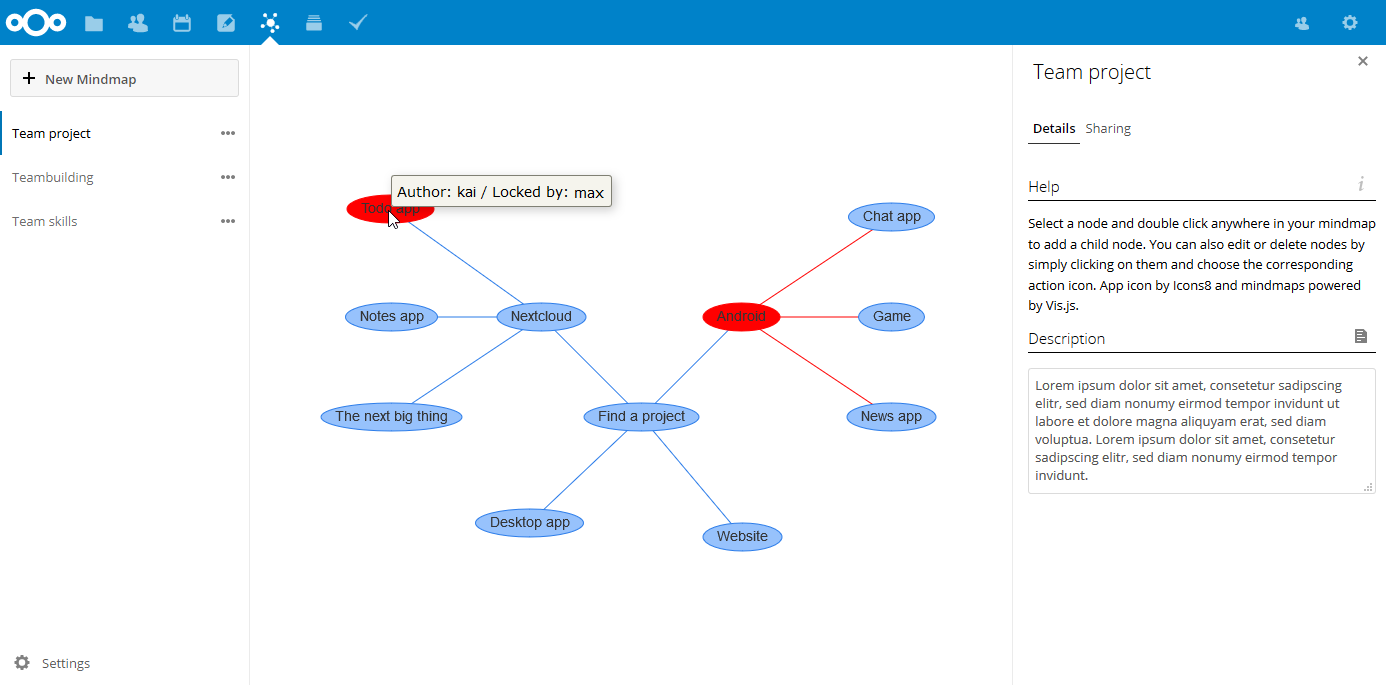 New Mindmap
Team project
Teambuilding
Team skills
Settings
Author: kai / Locked by: max
Todo app
Chat app
Notes app
Nextcloud
Android
Game
The next big thing
Find a project
News app
Desktop app
Website
Team project
Details Sharing
Help
Select a node and double click anywhere in your mindmap
to add a child node. You can also edit or delete nodes by
simply clicking on them and choose the corresponding
action icon. App icon by Icons8 and mindmaps powered
by Vis.js.
Description
Lorem ipsum dolor sit amet, consetetur sadipscing
elitr, sed diam nonumy eirmod tempor invidunt ut
labore et dolore magna aliquyam erat, sed diam
voluptua. Lorem ipsum dolor sit amet, consetetur
sadipscing elitr, sed diam nonumy eirmod tempor
invidunt.